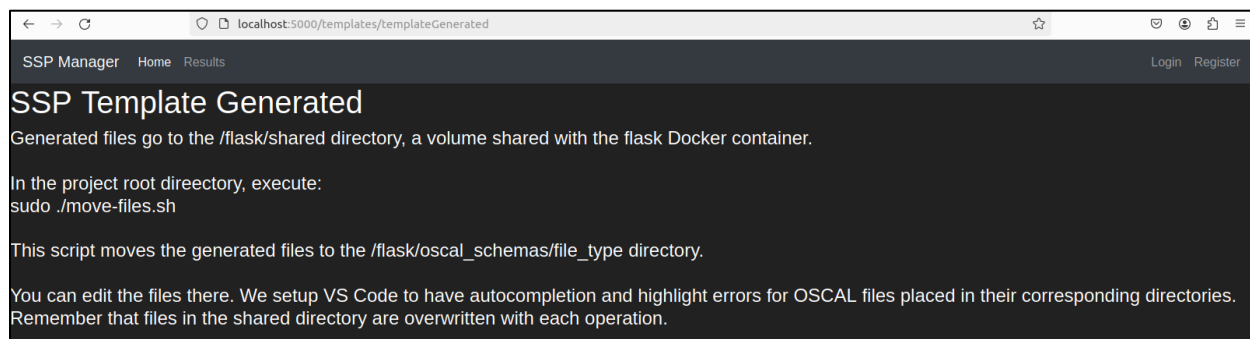 localhost:5000/templates/templateGenerated
SSP Manager Home Results Login Register
SSP Template Generated
Generated files go to the /flask/shared directory, a volume shared with the flask Docker container.
In the project root direectory, execute:
sudo ./move-files.sh
This script moves the generated files to the /flask/oscal_schemas/file_type directory.
You can edit the files there. We setup VS Code to have autocompletion and highlight errors for OSCAL files placed in their corresponding directories.
Remember that files in the shared directory are overwritten with each operation.